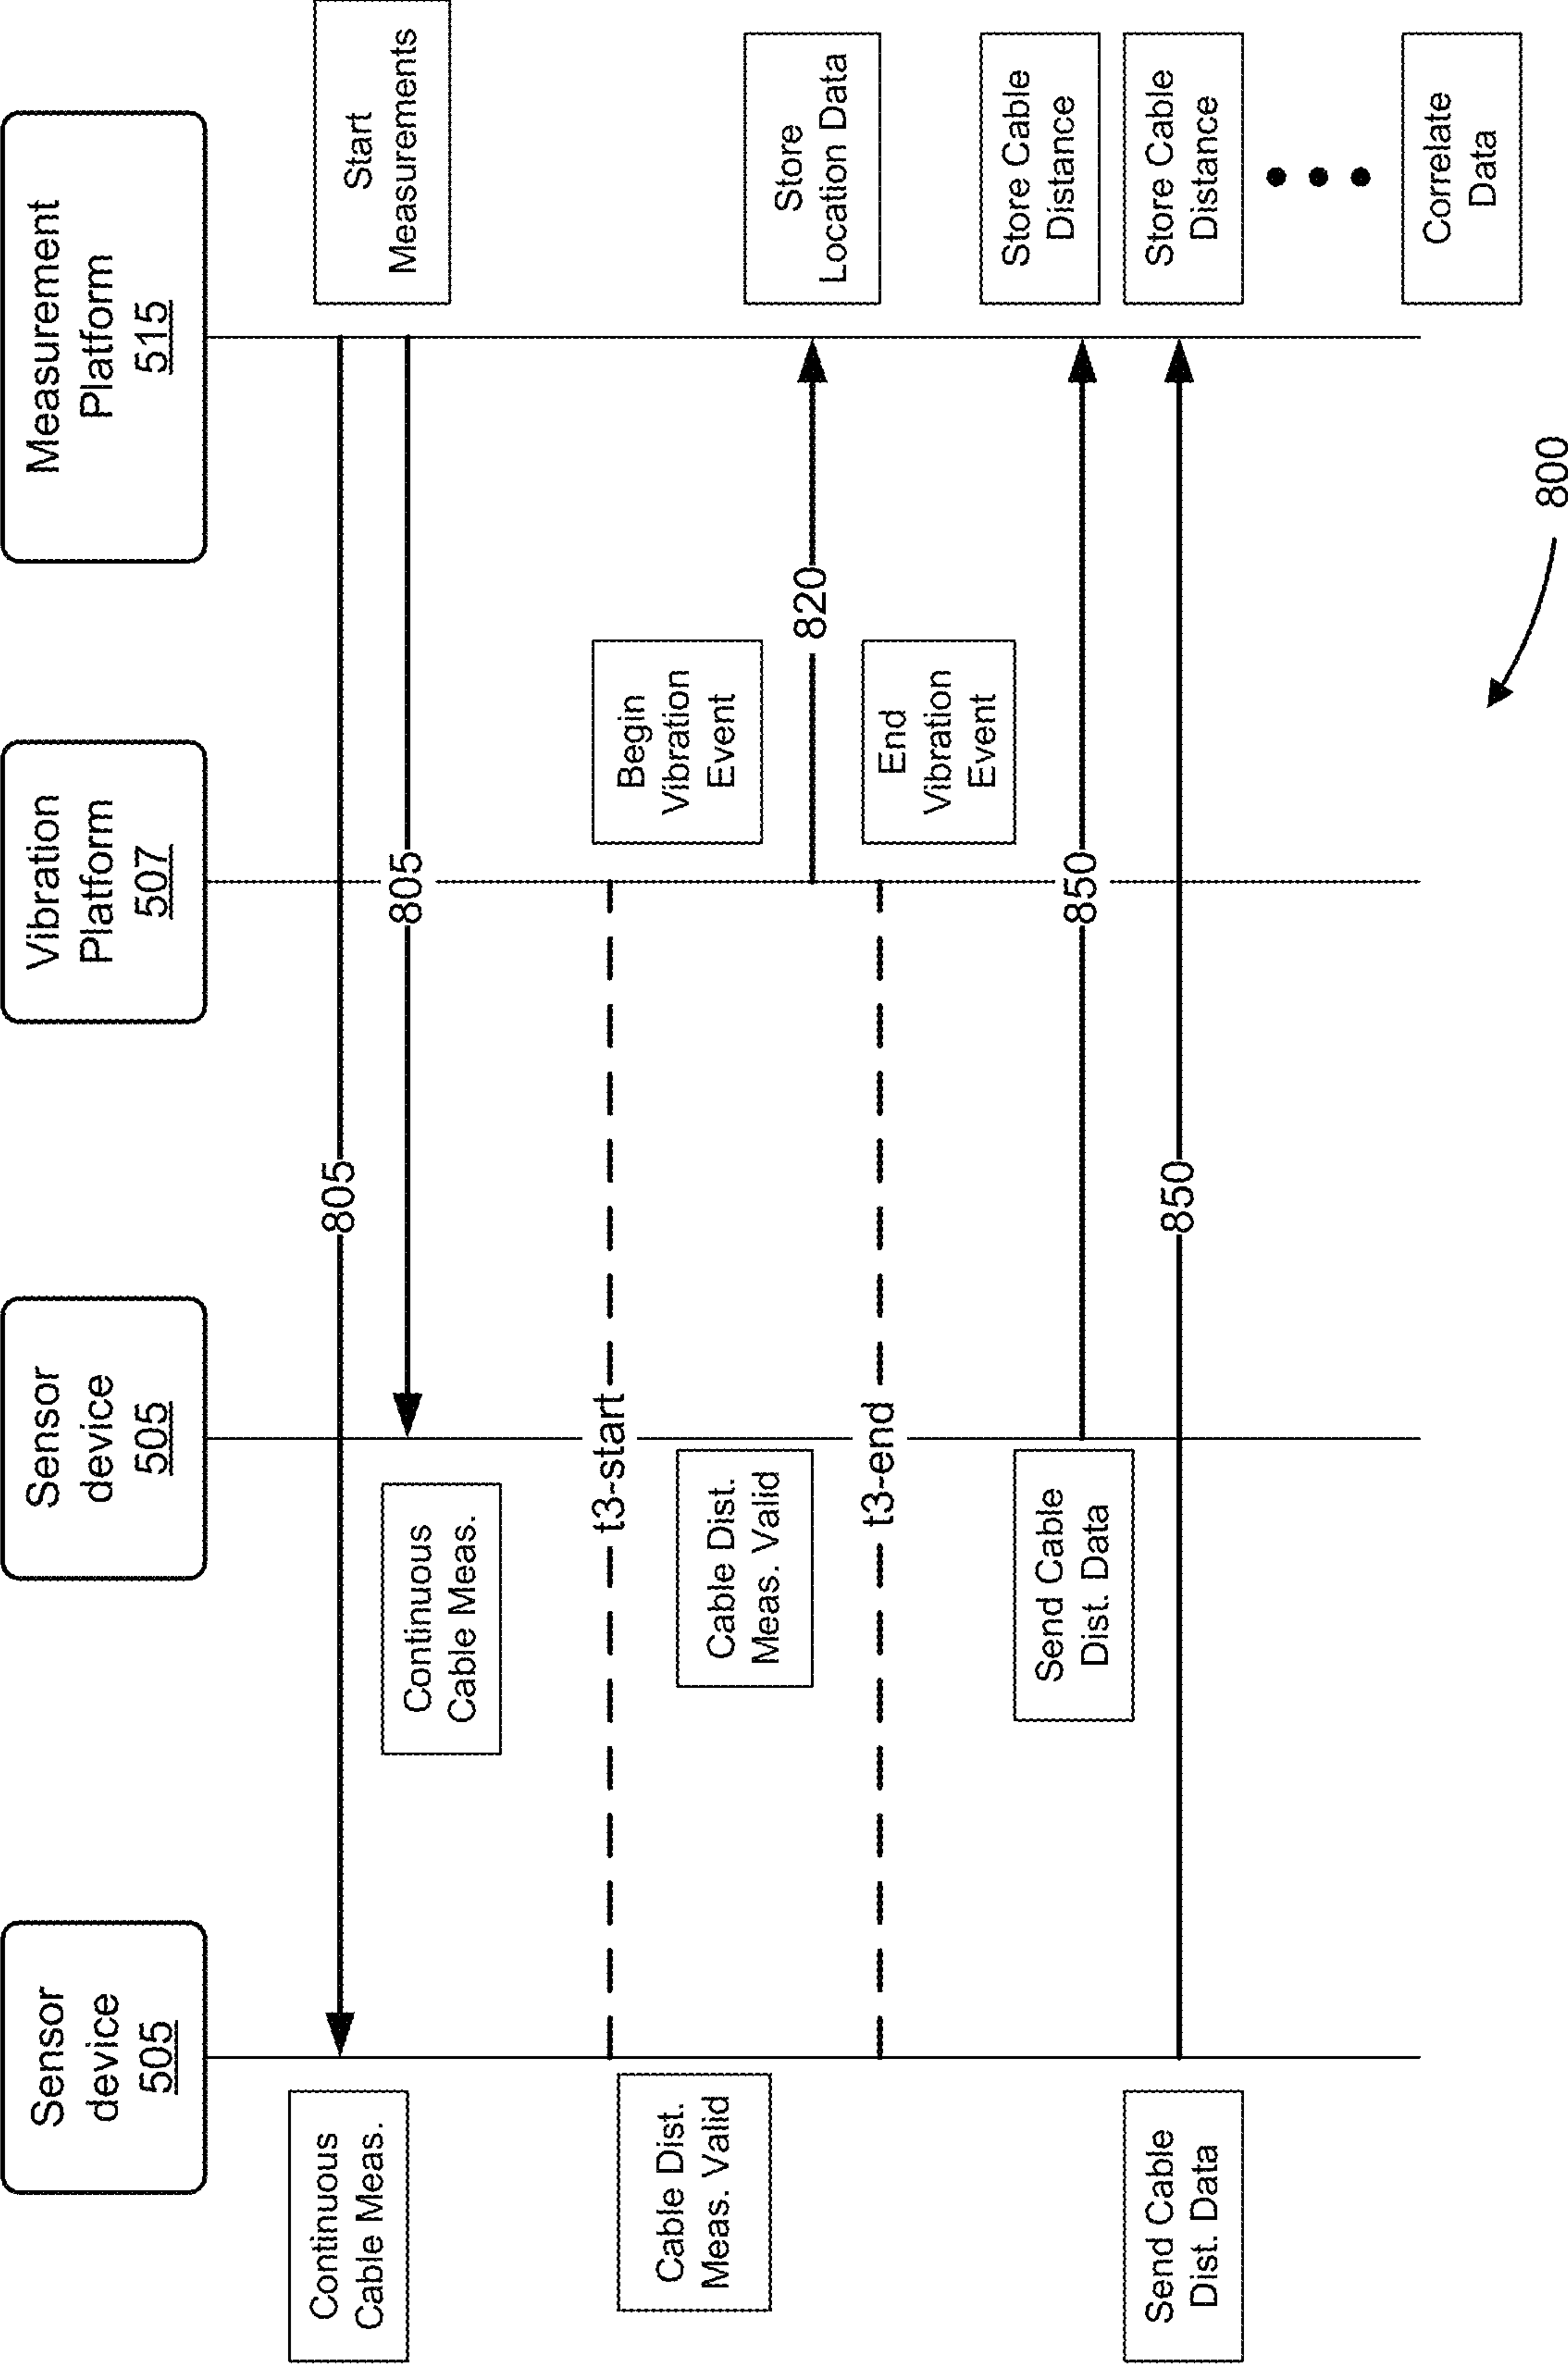 Sensor
device
505
Sensor
device
505
Vibration
Platform
507
Measurement
Platform
515
Start
Measurements
805
Continuous
Cable Meas.
805
Continuous
Cable Meas.
t3-start
Begin
Vibration
Event
Cable Dist.
Meas. Valid
Cable Dist.
Meas. Valid
820
Store
Location Data
t3-end
End
Vibration
Event
Send Cable
Dist. Data
850
Store Cable
Distance
Send Cable
Dist. Data
850
Store Cable
Distance
Correlate
Data
800